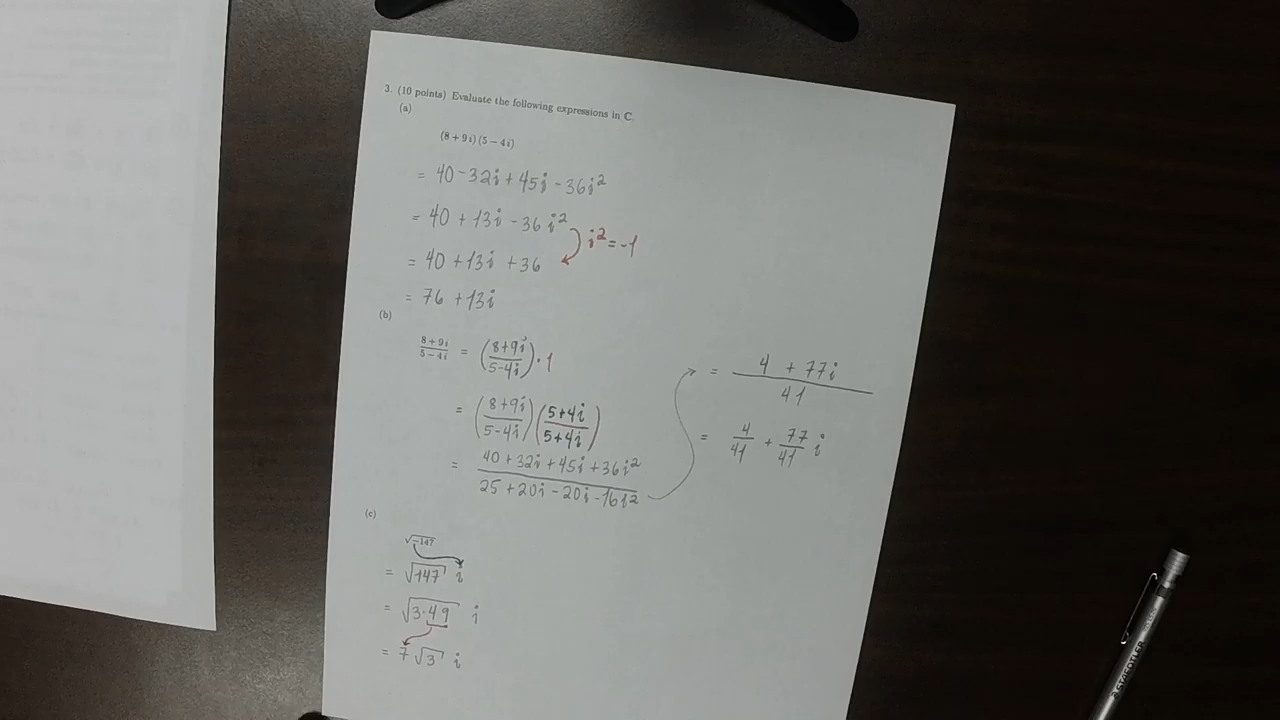 3. (10 points) Evaluate the following expressions in C.
(a)
(8 + 9i)(5 − 4i)
= 40 - 32i + 45i - 36i²
= 40 + 13i - 36i²
i² = -1
= 40 + 13i + 36
= 76 + 13i
(b)
(8 + 9i)/(5 − 4i) = ((8+9i)/(5-4i)) · 1
= ((8+9i)/(5-4i)) ((5+4i)/(5+4i))
= (40 + 32i + 45i + 36i²)/(25 + 20i - 20i - 16i²)
= (4 + 77i)/41
= 4/41 + 77/41 i
(c)
√−147
= √147 i
= √3·49 i
= 7√3 i
STAEDTLER